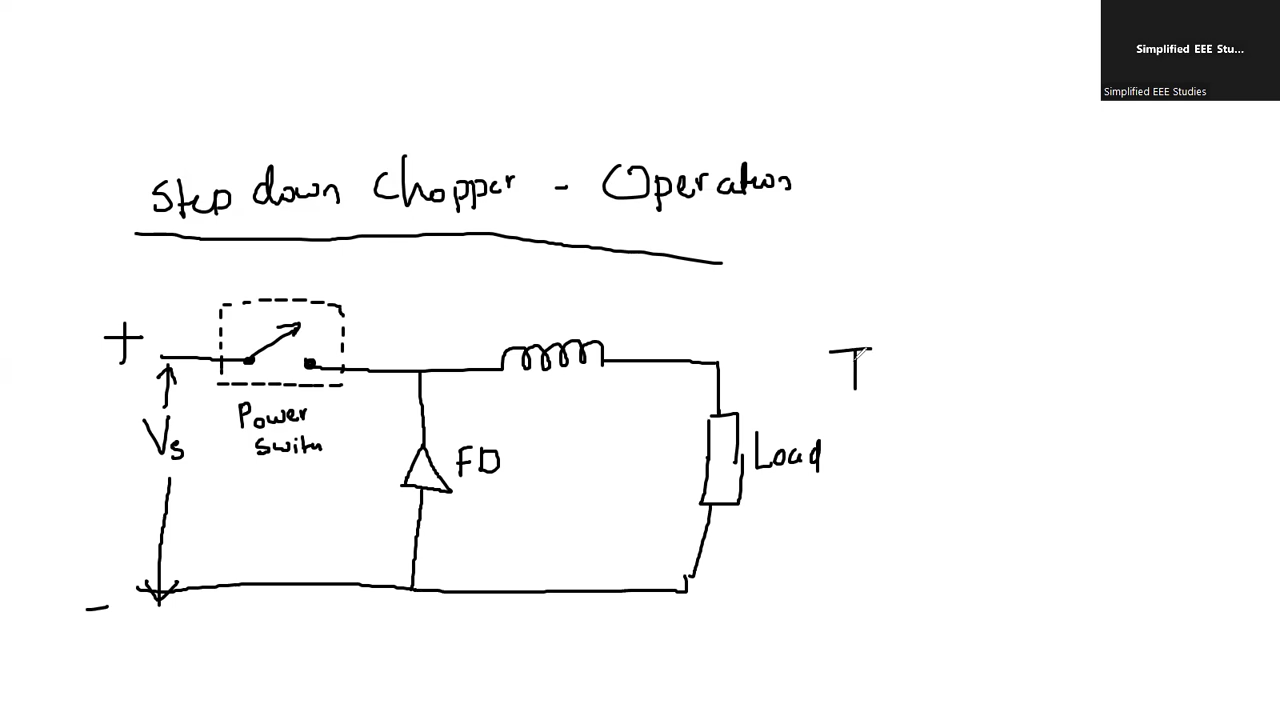 Simplified EEE Stu...
Simplified EEE Studies
Step down Chopper - Operation
+
T
Vs
Power
Switch
FD
Load
-